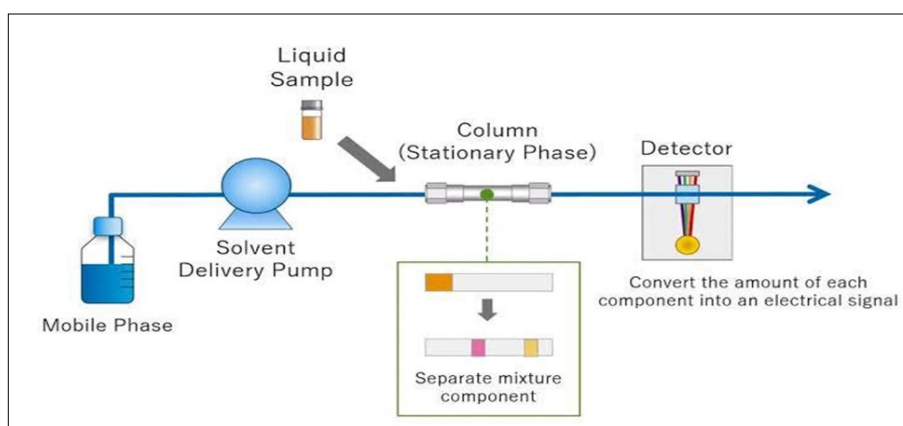 Liquid
Sample
Column
(Stationary Phase)
Detector
Solvent
Delivery Pump
Mobile Phase
Convert the amount of each
component into an electrical signal
Separate mixture
component